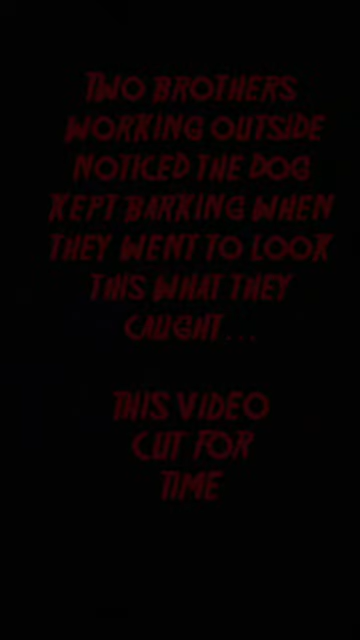 TWO BROTHERS
WORKING OUTSIDE
NOTICED THE DOG
KEPT BARKING WHEN
THEY WENT TO LOOK
THIS WHAT THEY
CAUGHT...
THIS VIDEO
CUT FOR
TIME